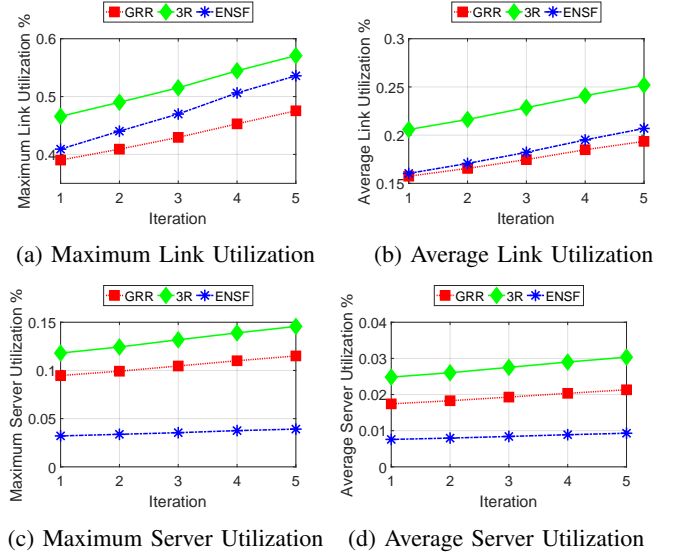 GRR 3R ENSF
Maximum Link Utilization %
0.6
0.5
0.4
1 2 3 4 5
Iteration
(a) Maximum Link Utilization
GRR 3R ENSF
Average Link Utilization %
0.3
0.25
0.2
0.15
1 2 3 4 5
Iteration
(b) Average Link Utilization
GRR 3R ENSF
Maximum Server Utilization %
0.15
0.1
0.05
0
1 2 3 4 5
Iteration
(c) Maximum Server Utilization
GRR 3R ENSF
Average Server Utilization %
0.04
0.03
0.02
0.01
0
1 2 3 4 5
Iteration
(d) Average Server Utilization